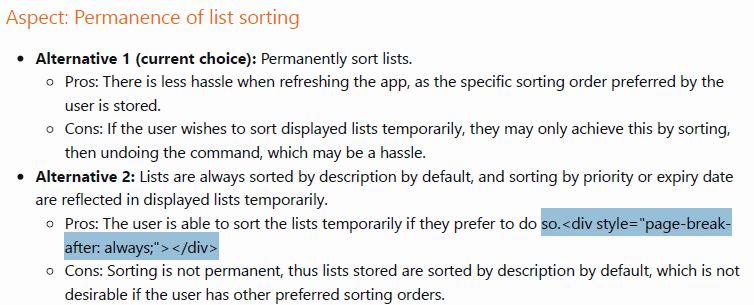 Aspect: Permanence of list sorting
• Alternative 1 (current choice): Permanently sort lists.
○ Pros: There is less hassle when refreshing the app, as the specific sorting order preferred by the
user is stored.
○ Cons: If the user wishes to sort displayed lists temporarily, they may only achieve this by sorting,
then undoing the command, which may be a hassle.
• Alternative 2: Lists are always sorted by description by default, and sorting by priority or expiry date
are reflected in displayed lists temporarily.
○ Pros: The user is able to sort the lists temporarily if they prefer to do so.<div style="page-break-
after: always;"></div>
○ Cons: Sorting is not permanent, thus lists stored are sorted by description by default, which is not
desirable if the user has other preferred sorting orders.